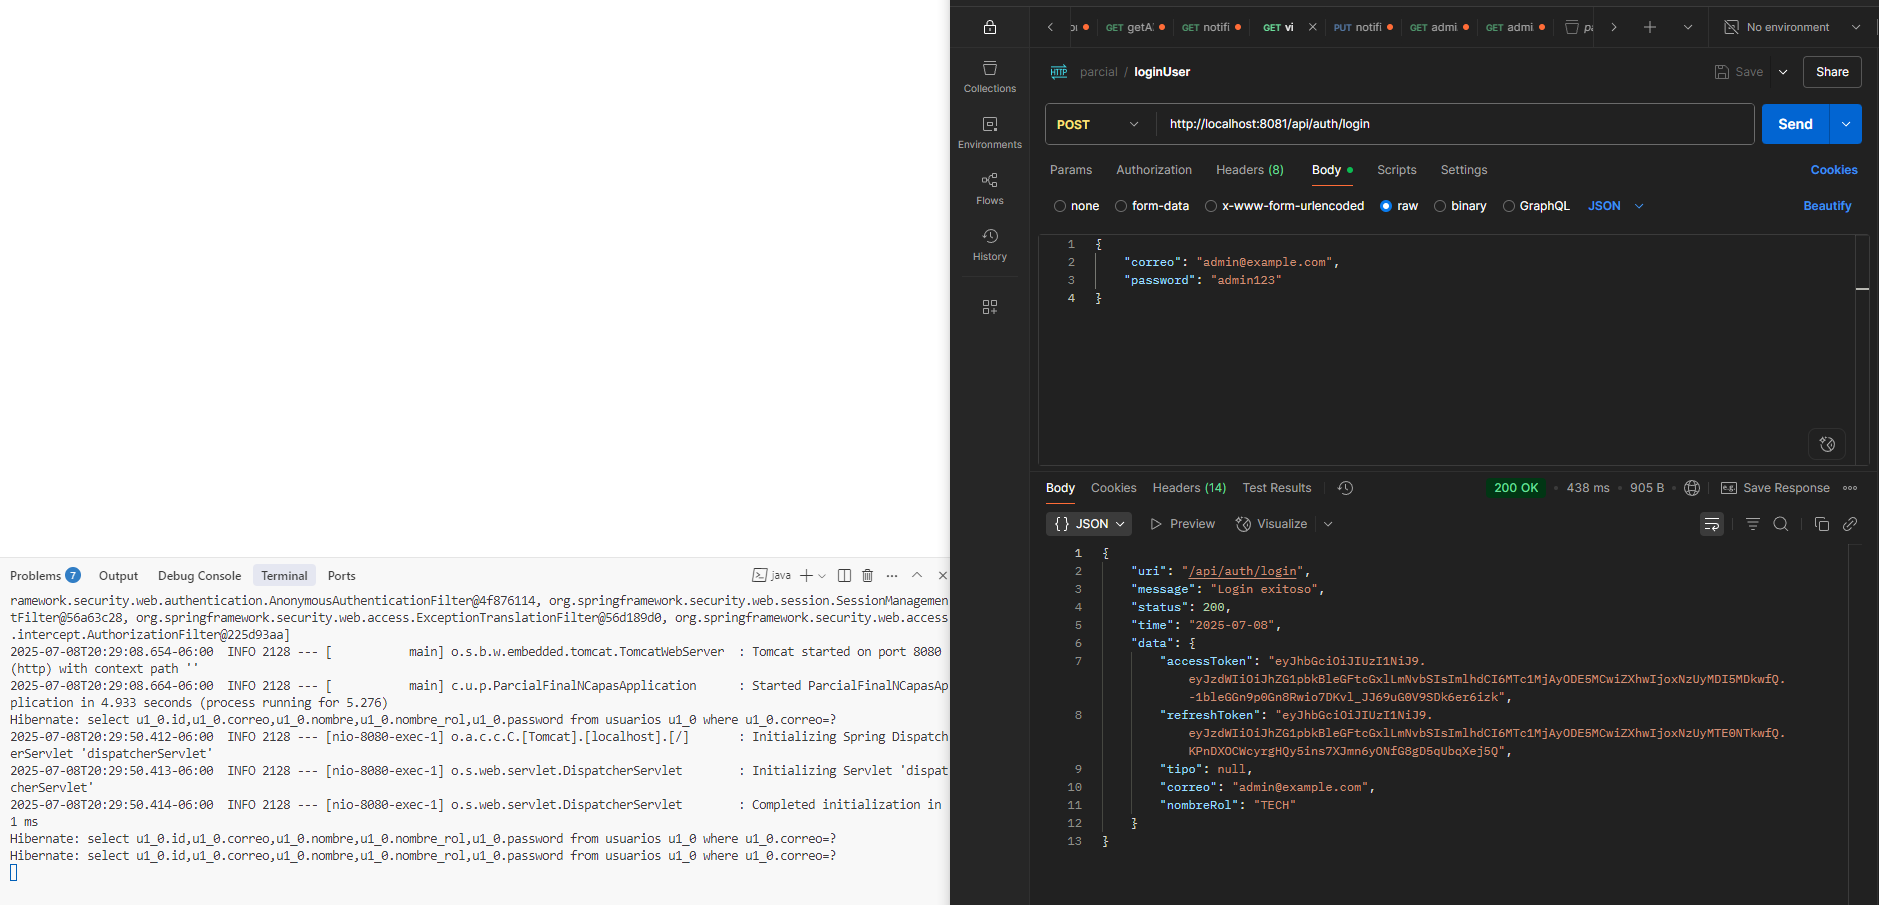 Problems 7 Output Debug Console Terminal Ports java
ramework.security.web.authentication.AnonymousAuthenticationFilter@4f876114, org.springframework.security.web.session.SessionManagemen
tFilter@56a63c28, org.springframework.security.web.access.ExceptionTranslationFilter@56d189d0, org.springframework.security.web.access
.intercept.AuthorizationFilter@225d93aa]
2025-07-08T20:29:08.654-06:00 INFO 2128 --- [ main] o.s.b.w.embedded.tomcat.TomcatWebServer : Tomcat started on port 8080
(http) with context path ''
2025-07-08T20:29:08.664-06:00 INFO 2128 --- [ main] c.u.p.ParcialFinalNCapasApplication : Started ParcialFinalNCapasAp
plication in 4.933 seconds (process running for 5.276)
Hibernate: select u1_0.id,u1_0.correo,u1_0.nombre,u1_0.nombre_rol,u1_0.password from usuarios u1_0 where u1_0.correo=?
2025-07-08T20:29:50.412-06:00 INFO 2128 --- [nio-8080-exec-1] o.a.c.c.C.[Tomcat].[localhost].[/] : Initializing Spring Dispatch
erServlet 'dispatcherServlet'
2025-07-08T20:29:50.413-06:00 INFO 2128 --- [nio-8080-exec-1] o.s.web.servlet.DispatcherServlet : Initializing Servlet 'dispat
cherServlet'
2025-07-08T20:29:50.414-06:00 INFO 2128 --- [nio-8080-exec-1] o.s.web.servlet.DispatcherServlet : Completed initialization in
1 ms
Hibernate: select u1_0.id,u1_0.correo,u1_0.nombre,u1_0.nombre_rol,u1_0.password from usuarios u1_0 where u1_0.correo=?
Hibernate: select u1_0.id,u1_0.correo,u1_0.nombre,u1_0.nombre_rol,u1_0.password from usuarios u1_0 where u1_0.correo=?
Collections
Environments
Flows
History
GET getA GET notifi GET vi PUT notifi GET admi GET admi No environment
HTTP parcial / loginUser Save Share
POST http://localhost:8081/api/auth/login Send
Params Authorization Headers (8) Body Scripts Settings Cookies
none form-data x-www-form-urlencoded raw binary GraphQL JSON Beautify
1 {
2 "correo": "admin@example.com",
3 "password": "admin123"
4 }
Body Cookies Headers (14) Test Results 200 OK 438 ms 905 B e.g. Save Response
{} JSON Preview Visualize
1 {
2 "uri": "/api/auth/login",
3 "message": "Login exitoso",
4 "status": 200,
5 "time": "2025-07-08",
6 "data": {
7 "accessToken": "eyJhbGciOiJIUzI1NiJ9.
eyJzdWIiOiJhZG1pbkBleGFtcGxlLmNvbSIsImlhdCI6MTc1MjAyODE5MCwiZXhwIjoxNzUyMDI5MDkwfQ.
-1bleGGn9p0Gn8Rwio7DKvl_JJ69uG0V9SDk6er6izk",
8 "refreshToken": "eyJhbGciOiJIUzI1NiJ9.
eyJzdWIiOiJhZG1pbkBleGFtcGxlLmNvbSIsImlhdCI6MTc1MjAyODE5MCwiZXhwIjoxNzUyMTE0NTkwfQ.
KPnDXOCWcyrgHQy5ins7XJmn6yONfG8gD5qUbqXej5Q",
9 "tipo": null,
10 "correo": "admin@example.com",
11 "nombreRol": "TECH"
12 }
13 }